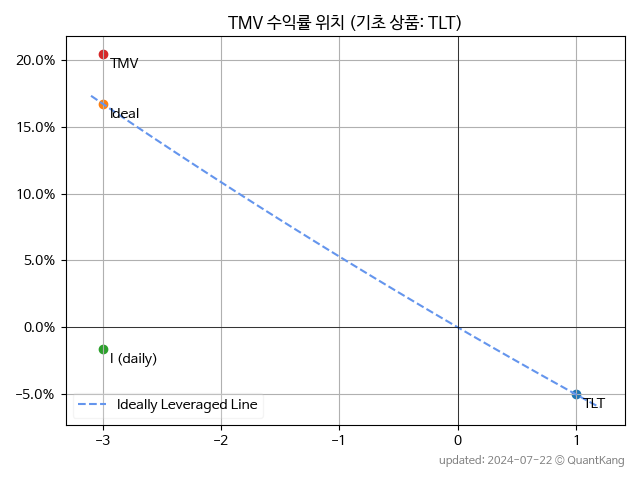 TMV 수익률 위치 (기초 상품: TLT)
20.0%
15.0%
10.0%
5.0%
0.0%
−5.0%
TMV
Ideal
I (daily)
TLT
Ideally Leveraged Line
−3
−2
−1
0
1
updated: 2024-07-22 © QuantKang